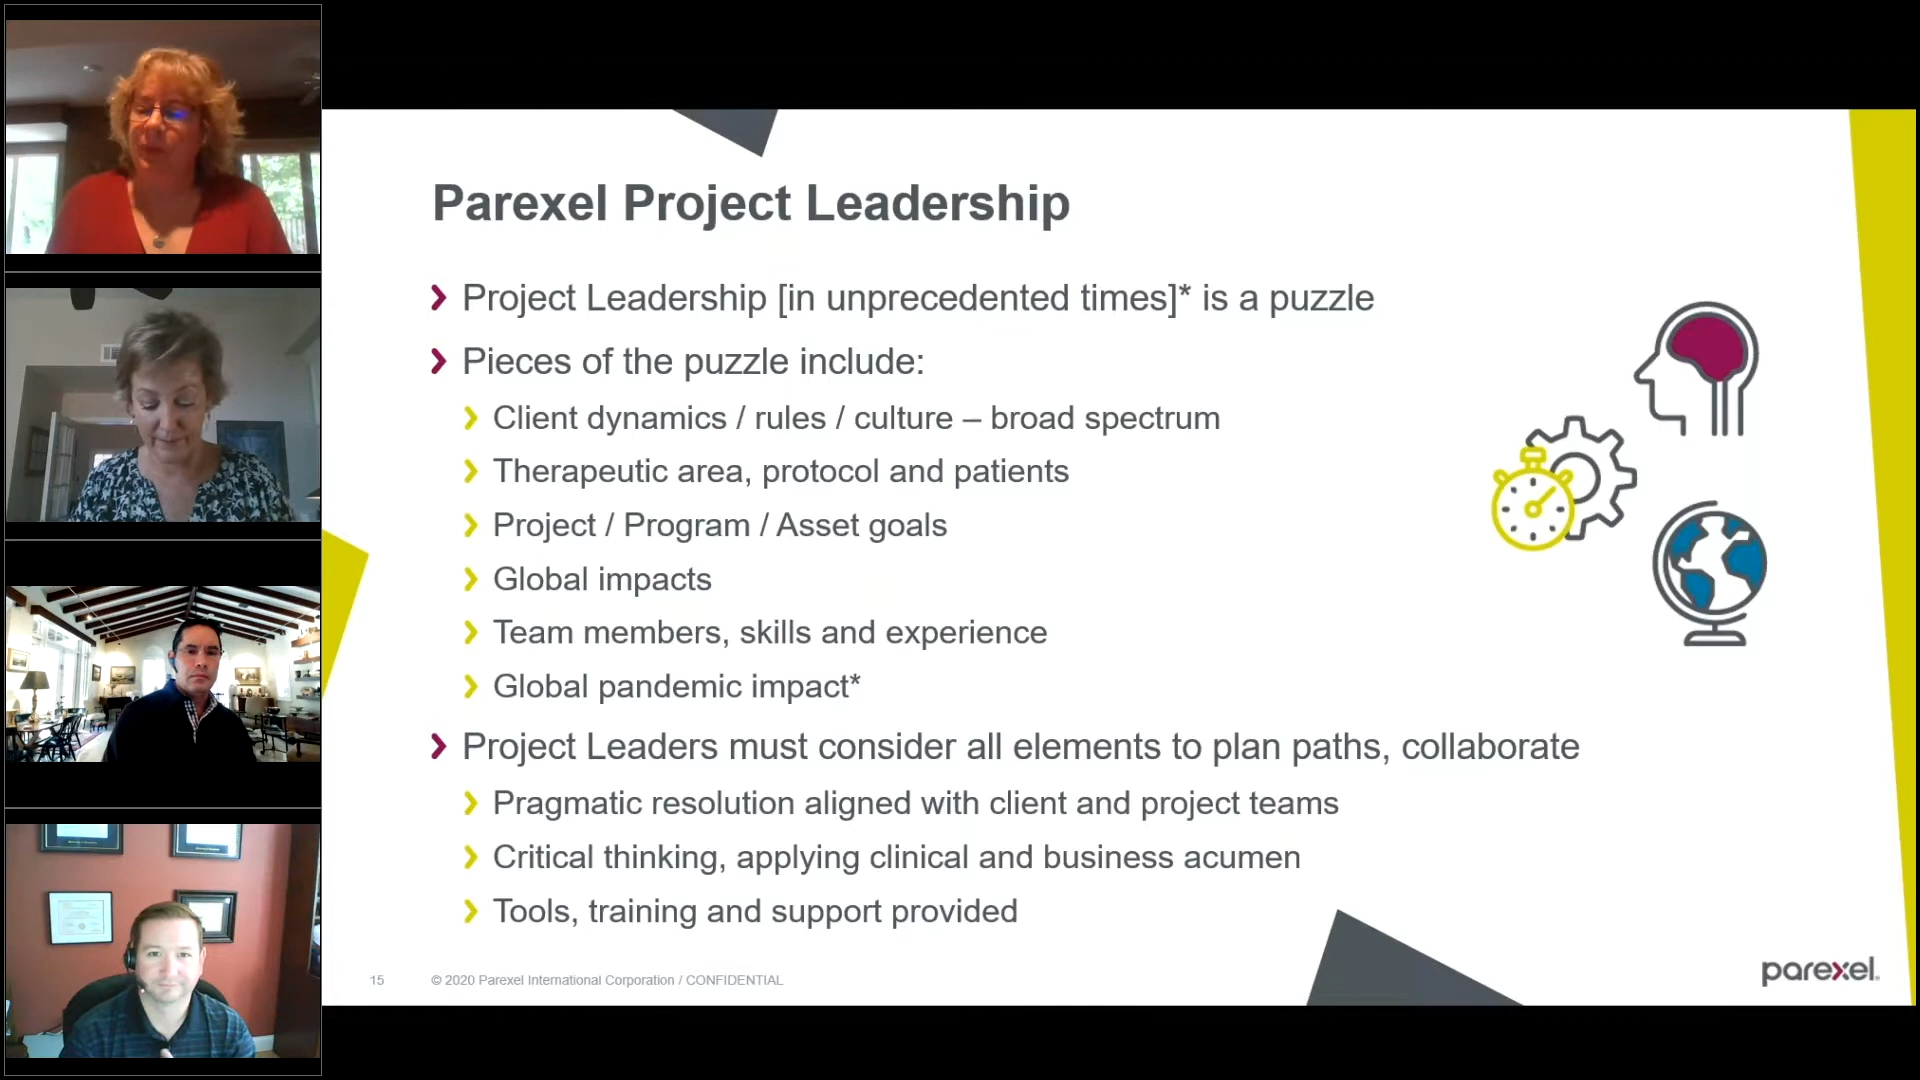 Parexel Project Leadership
Project Leadership [in unprecedented times]* is a puzzle
Pieces of the puzzle include:
Client dynamics / rules / culture – broad spectrum
Therapeutic area, protocol and patients
Project / Program / Asset goals
Global impacts
Team members, skills and experience
Global pandemic impact*
Project Leaders must consider all elements to plan paths, collaborate
Pragmatic resolution aligned with client and project teams
Critical thinking, applying clinical and business acumen
Tools, training and support provided
15 © 2020 Parexel International Corporation / CONFIDENTIAL
parexel.